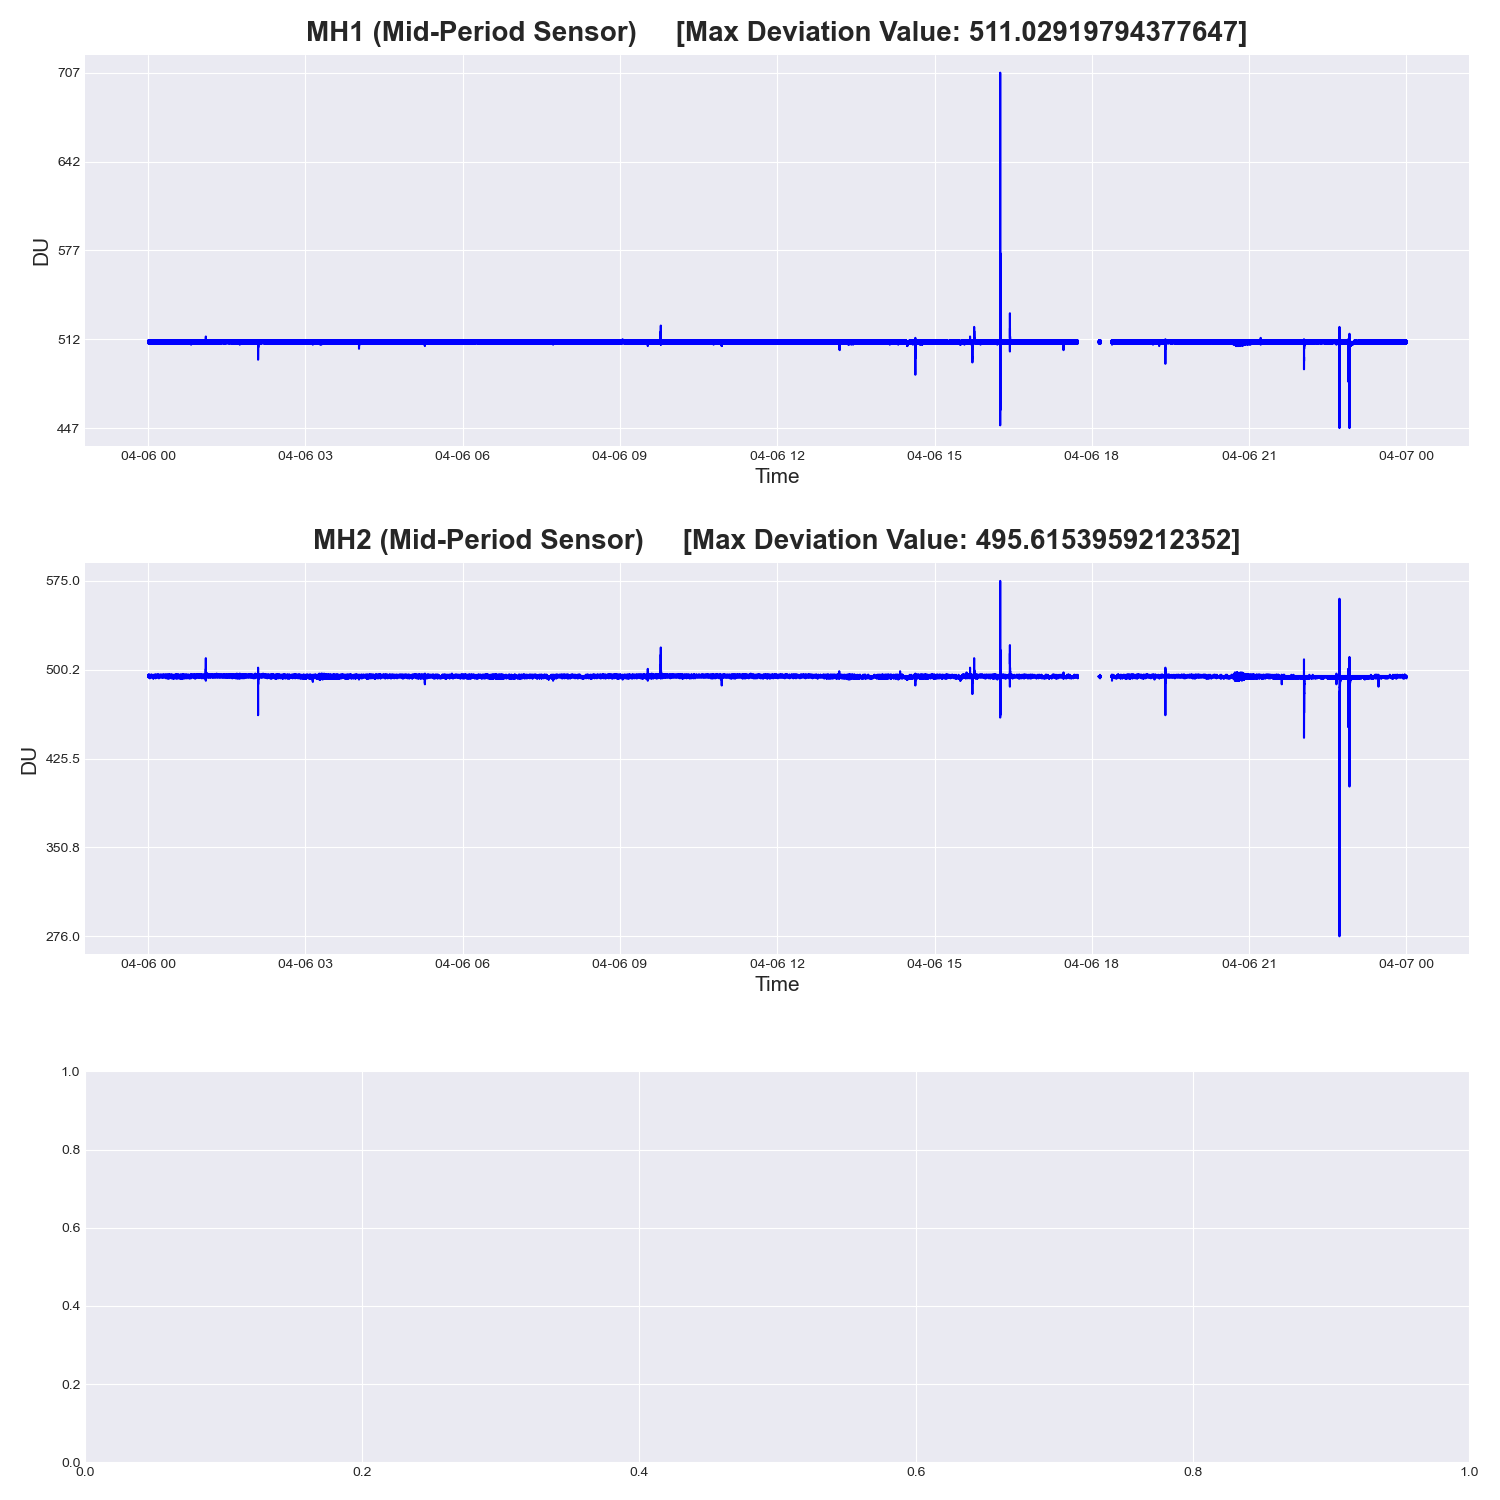 MH1 (Mid-Period Sensor) [Max Deviation Value: 511.02919794377647]
707
642
577
512
447
DU
04-06 00 04-06 03 04-06 06 04-06 09 04-06 12 04-06 15 04-06 18 04-06 21 04-07 00
Time
MH2 (Mid-Period Sensor) [Max Deviation Value: 495.6153959212352]
575.0
500.2
425.5
350.8
276.0
DU
04-06 00 04-06 03 04-06 06 04-06 09 04-06 12 04-06 15 04-06 18 04-06 21 04-07 00
Time
1.0
0.8
0.6
0.4
0.2
0.0
0.0 0.2 0.4 0.6 0.8 1.0